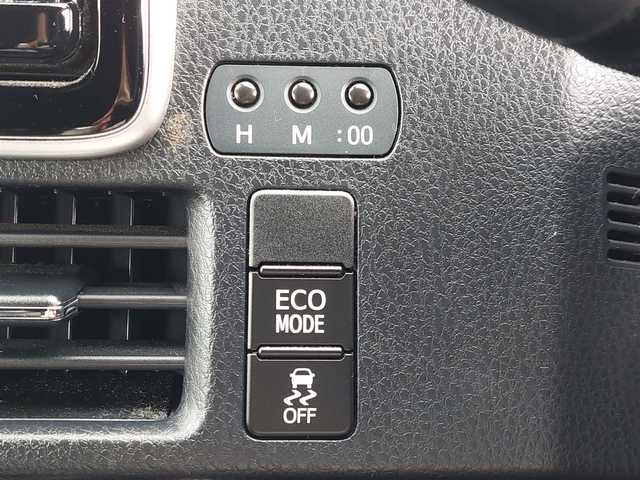 H M :00
ECO
MODE
OFF